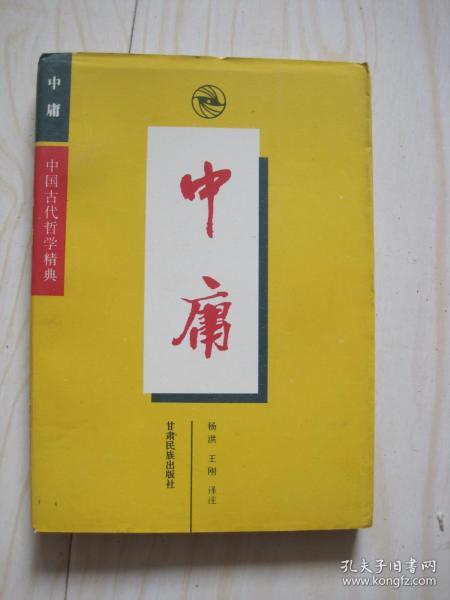 中庸
中国古代哲学精典
中庸
杨洪 王刚 译注
甘肃民族出版社
孔夫子旧书网
www.kongfz.com